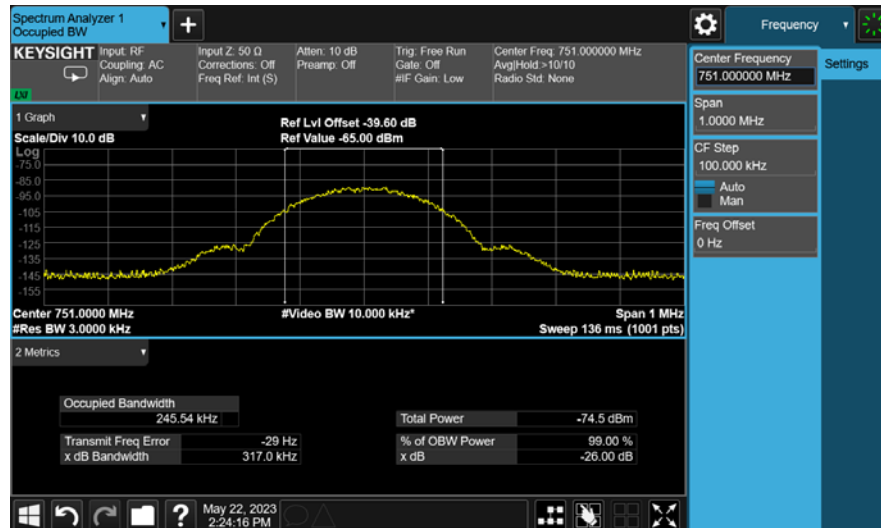 Spectrum Analyzer 1
Occupied BW
+
Frequency
KEYSIGHT
LXI
Input: RF
Coupling: AC
Align: Auto
Input Z: 50 Ω
Corrections: Off
Freq Ref: Int (S)
Atten: 10 dB
Preamp: Off
Trig: Free Run
Gate: Off
#IF Gain: Low
Center Freq: 751.000000 MHz
Avg|Hold:>10/10
Radio Std: None
Center Frequency
751.000000 MHz
Settings
Span
1.0000 MHz
CF Step
100.000 kHz
Auto
Man
Freq Offset
0 Hz
1 Graph
Scale/Div 10.0 dB
Ref Lvl Offset -39.60 dB
Ref Value -65.00 dBm
Log
-75.0
-85.0
-95.0
-105
-115
-125
-135
-145
-155
Center 751.0000 MHz
#Video BW 10.000 kHz*
Span 1 MHz
#Res BW 3.0000 kHz
Sweep 136 ms (1001 pts)
2 Metrics
Occupied Bandwidth
245.54 kHz
Total Power -74.5 dBm
Transmit Freq Error -29 Hz
% of OBW Power 99.00 %
x dB Bandwidth 317.0 kHz
x dB -26.00 dB
?
May 22, 2023
2:24:16 PM